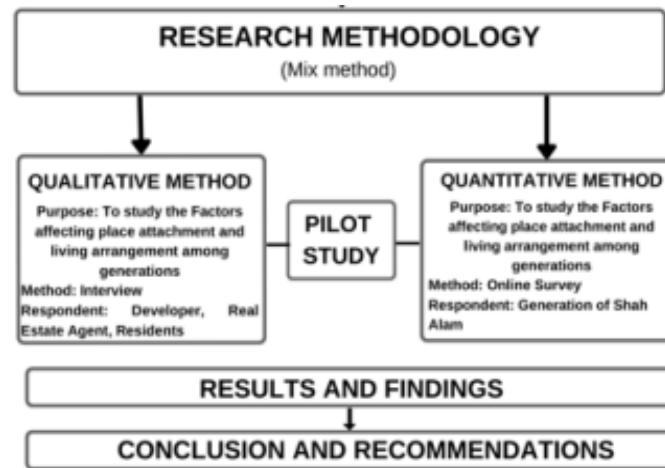 RESEARCH METHODOLOGY
(Mix method)
QUALITATIVE METHOD
Purpose: To study the Factors
affecting place attachment and
living arrangement among
generations
Method: Interview
Respondent: Developer, Real
Estate Agent, Residents
PILOT
STUDY
QUANTITATIVE METHOD
Purpose: To study the Factors
affecting place attachment and
living arrangement among
generations
Method: Online Survey
Respondent: Generation of Shah
Alam
RESULTS AND FINDINGS
CONCLUSION AND RECOMMENDATIONS